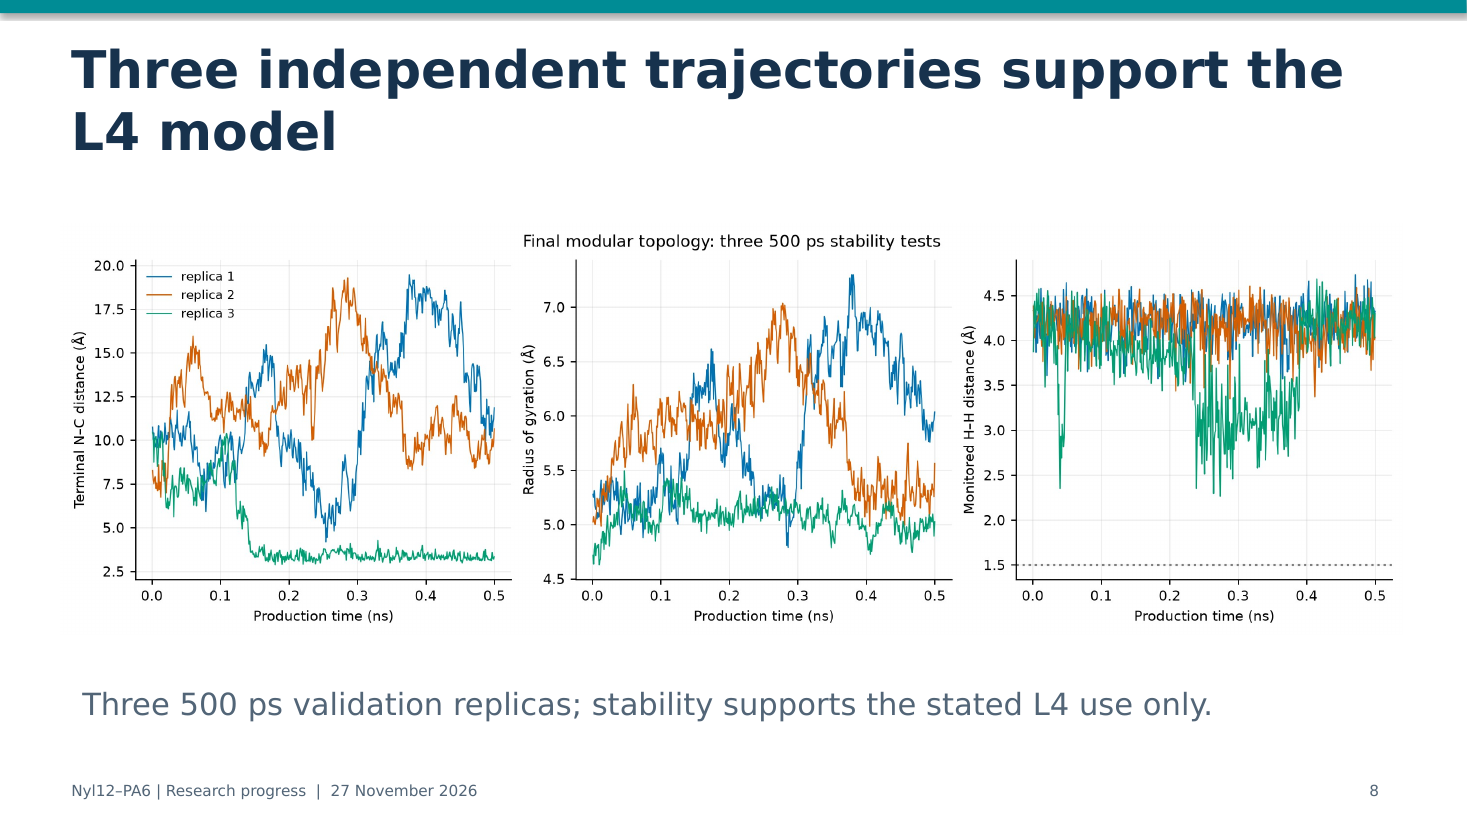 Three independent trajectories support the
L4 model
Final modular topology: three 500 ps stability tests
Terminal N–C distance (Å)
20.0
17.5
15.0
12.5
10.0
7.5
5.0
2.5
replica 1
replica 2
replica 3
0.0 0.1 0.2 0.3 0.4 0.5
Production time (ns)
Radius of gyration (Å)
7.0
6.5
6.0
5.5
5.0
4.5
0.0 0.1 0.2 0.3 0.4 0.5
Production time (ns)
Monitored H–H distance (Å)
4.5
4.0
3.5
3.0
2.5
2.0
1.5
0.0 0.1 0.2 0.3 0.4 0.5
Production time (ns)
Three 500 ps validation replicas; stability supports the stated L4 use only.
Nyl12–PA6 | Research progress | 27 November 2026
8